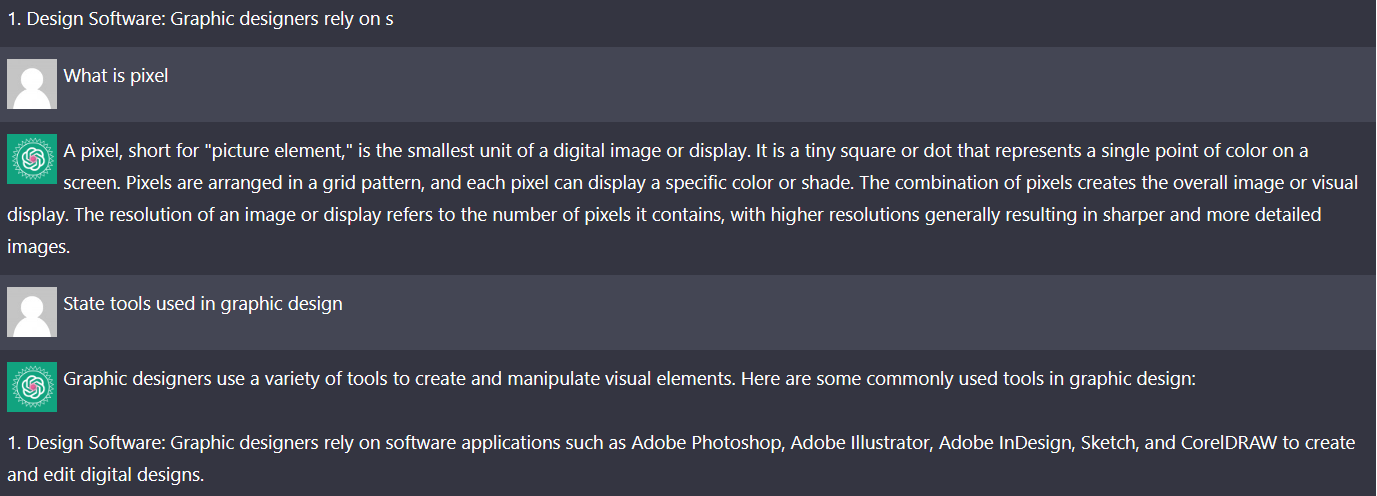 1. Design Software: Graphic designers rely on s
What is pixel
A pixel, short for "picture element," is the smallest unit of a digital image or display. It is a tiny square or dot that represents a single point of color on a
screen. Pixels are arranged in a grid pattern, and each pixel can display a specific color or shade. The combination of pixels creates the overall image or visual
display. The resolution of an image or display refers to the number of pixels it contains, with higher resolutions generally resulting in sharper and more detailed
images.
State tools used in graphic design
Graphic designers use a variety of tools to create and manipulate visual elements. Here are some commonly used tools in graphic design:
1. Design Software: Graphic designers rely on software applications such as Adobe Photoshop, Adobe Illustrator, Adobe InDesign, Sketch, and CorelDRAW to create
and edit digital designs.